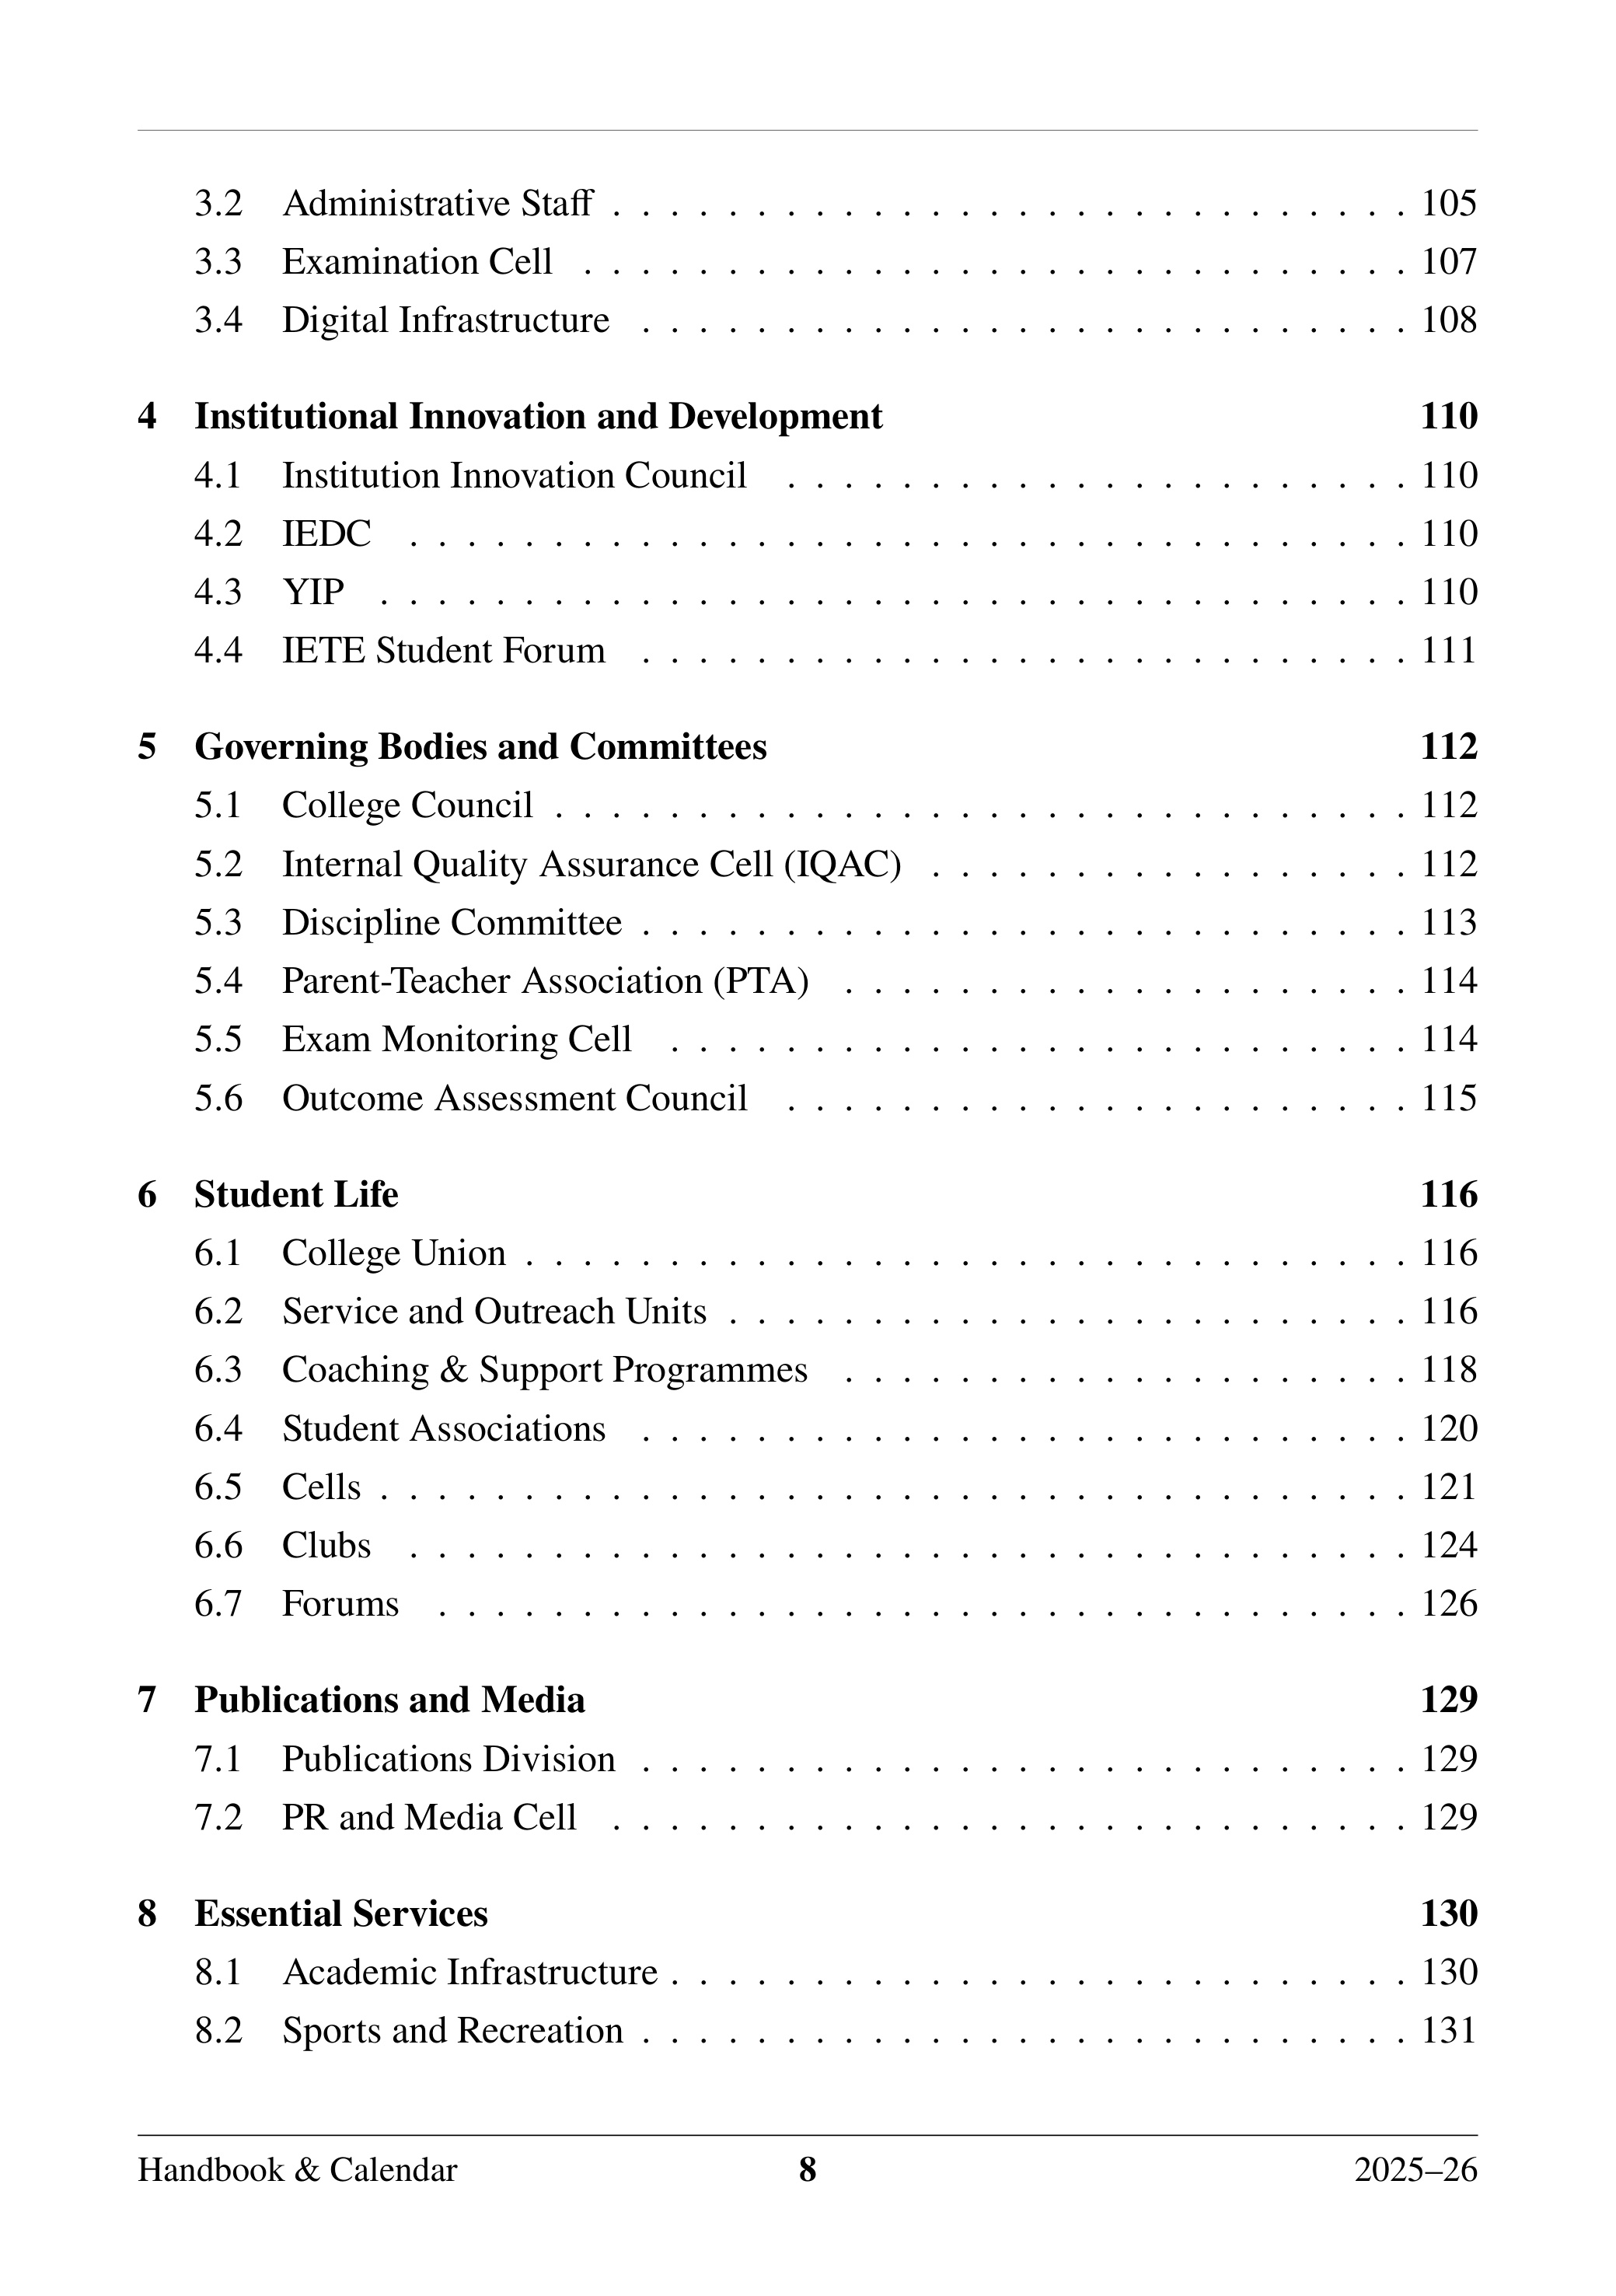 3.2 Administrative Staff . . . . . . . . . . . . . . . . . . . . . . . . . . . . 105
3.3 Examination Cell . . . . . . . . . . . . . . . . . . . . . . . . . . . . . 107
3.4 Digital Infrastructure . . . . . . . . . . . . . . . . . . . . . . . . . . . 108
4 Institutional Innovation and Development 110
4.1 Institution Innovation Council . . . . . . . . . . . . . . . . . . . . . . 110
4.2 IEDC . . . . . . . . . . . . . . . . . . . . . . . . . . . . . . . . . . . 110
4.3 YIP . . . . . . . . . . . . . . . . . . . . . . . . . . . . . . . . . . . . 110
4.4 IETE Student Forum . . . . . . . . . . . . . . . . . . . . . . . . . . . 111
5 Governing Bodies and Committees 112
5.1 College Council . . . . . . . . . . . . . . . . . . . . . . . . . . . . . . 112
5.2 Internal Quality Assurance Cell (IQAC) . . . . . . . . . . . . . . . . . 112
5.3 Discipline Committee . . . . . . . . . . . . . . . . . . . . . . . . . . . 113
5.4 Parent-Teacher Association (PTA) . . . . . . . . . . . . . . . . . . . . 114
5.5 Exam Monitoring Cell . . . . . . . . . . . . . . . . . . . . . . . . . . 114
5.6 Outcome Assessment Council . . . . . . . . . . . . . . . . . . . . . . 115
6 Student Life 116
6.1 College Union . . . . . . . . . . . . . . . . . . . . . . . . . . . . . . . 116
6.2 Service and Outreach Units . . . . . . . . . . . . . . . . . . . . . . . . 116
6.3 Coaching & Support Programmes . . . . . . . . . . . . . . . . . . . . 118
6.4 Student Associations . . . . . . . . . . . . . . . . . . . . . . . . . . . 120
6.5 Cells . . . . . . . . . . . . . . . . . . . . . . . . . . . . . . . . . . . . 121
6.6 Clubs . . . . . . . . . . . . . . . . . . . . . . . . . . . . . . . . . . . 124
6.7 Forums . . . . . . . . . . . . . . . . . . . . . . . . . . . . . . . . . . 126
7 Publications and Media 129
7.1 Publications Division . . . . . . . . . . . . . . . . . . . . . . . . . . . 129
7.2 PR and Media Cell . . . . . . . . . . . . . . . . . . . . . . . . . . . . 129
8 Essential Services 130
8.1 Academic Infrastructure . . . . . . . . . . . . . . . . . . . . . . . . . . 130
8.2 Sports and Recreation . . . . . . . . . . . . . . . . . . . . . . . . . . . 131
Handbook & Calendar 8 2025–26